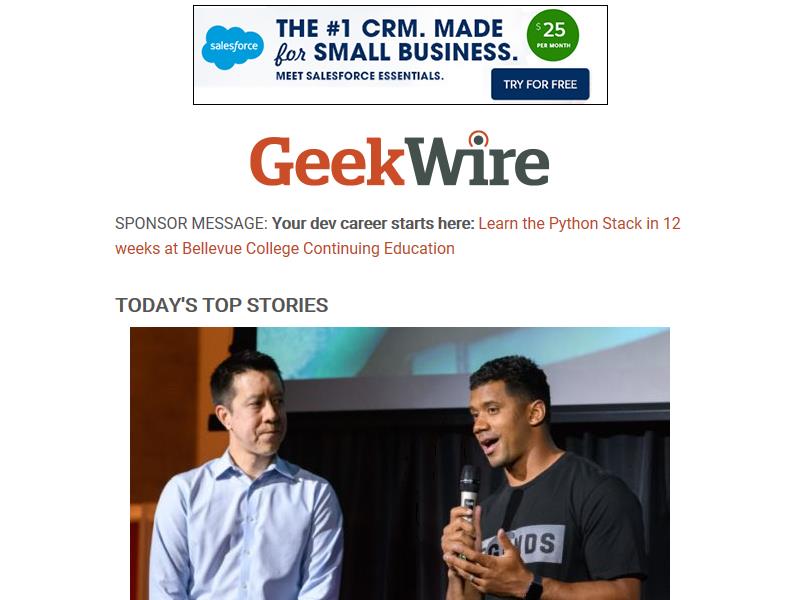 salesforce
THE #1 CRM. MADE
for SMALL BUSINESS.
MEET SALESFORCE ESSENTIALS.
$25
PER MONTH
TRY FOR FREE
GeekWire
SPONSOR MESSAGE: Your dev career starts here: Learn the Python Stack in 12
weeks at Bellevue College Continuing Education
TODAY'S TOP STORIES